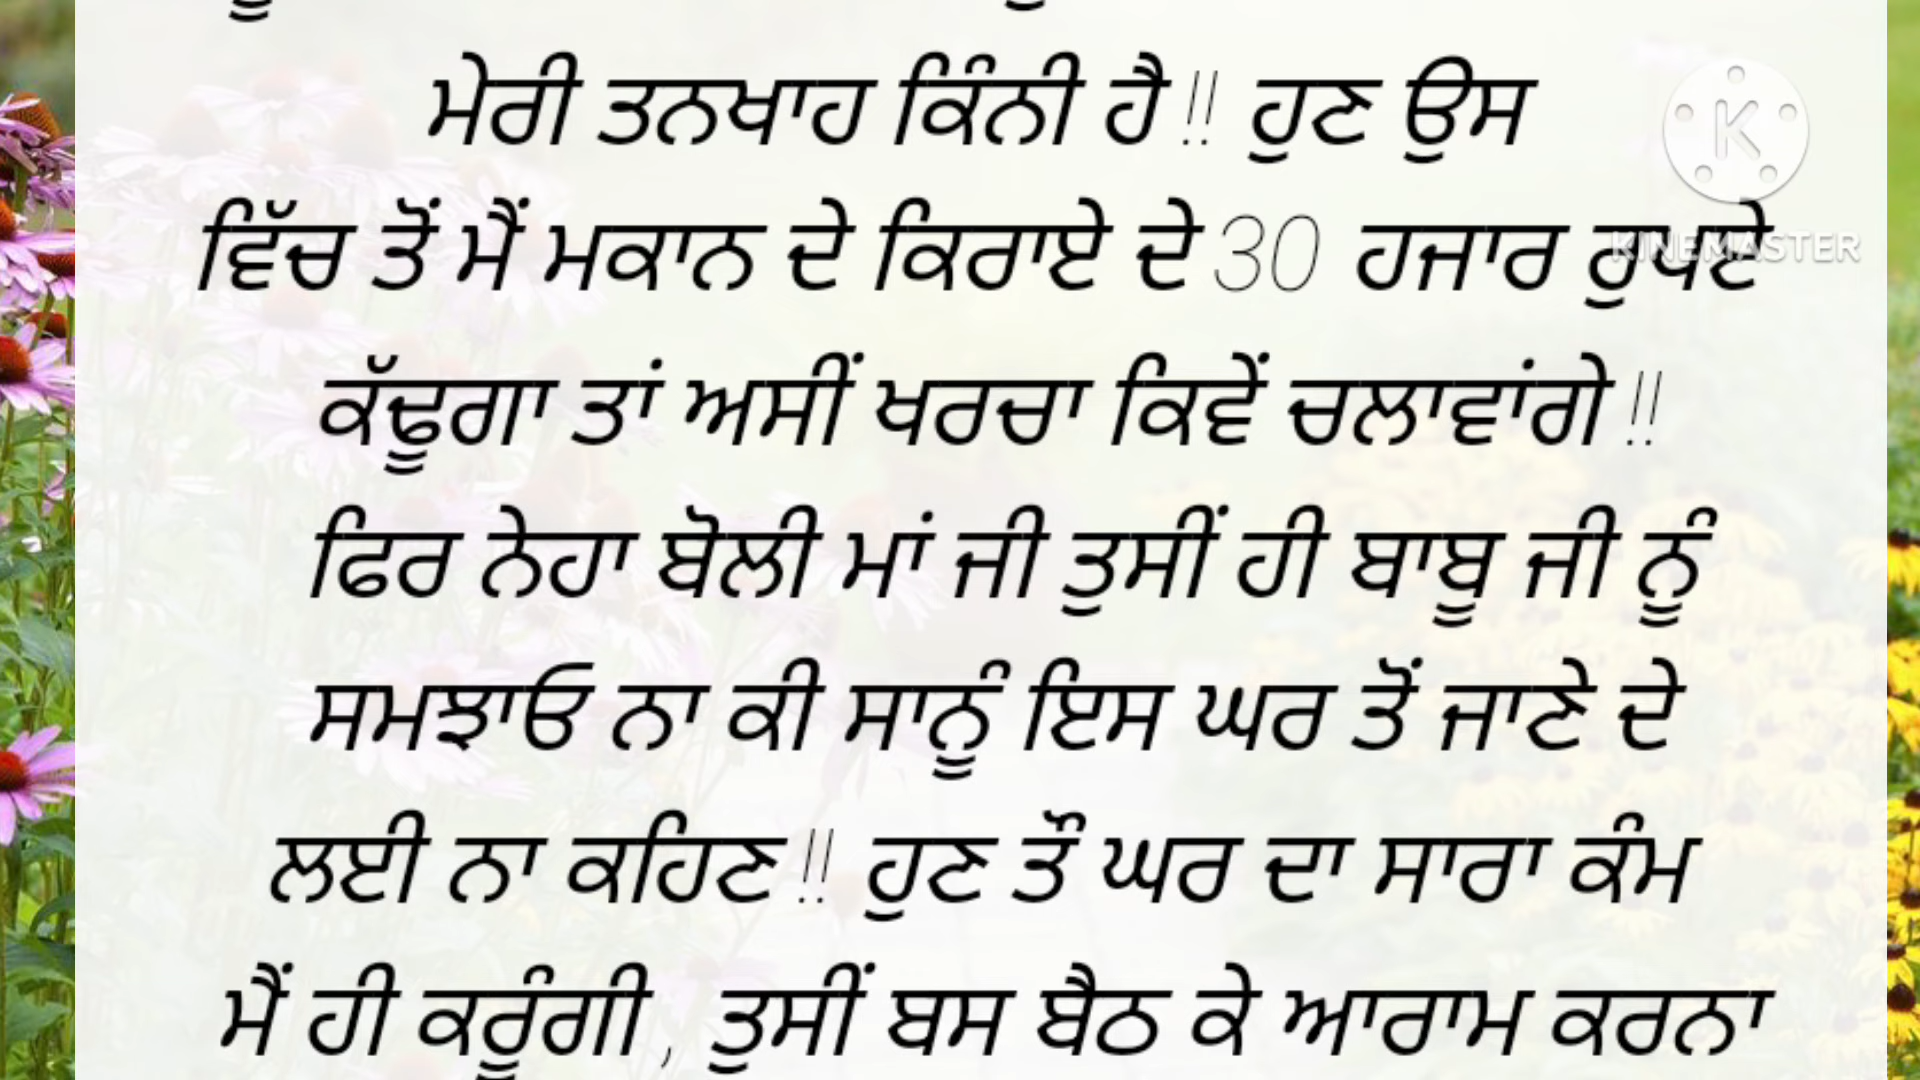 ਮੇਰੀ ਤਨਖਾਹ ਕਿੰਨੀ ਹੈ !! ਹੁਣ ਉਸ
ਵਿੱਚ ਤੋਂ ਮੈਂ ਮਕਾਨ ਦੇ ਕਿਰਾਏ ਦੇ 30 ਹਜਾਰ ਰੁਪਏ
KINEMASTER
ਕੱਢੂਗਾ ਤਾਂ ਅਸੀਂ ਖਰਚਾ ਕਿਵੇਂ ਚਲਾਵਾਂਗੇ !!
ਫਿਰ ਨੇਹਾ ਬੋਲੀ ਮਾਂ ਜੀ ਤੁਸੀਂ ਹੀ ਬਾਬੂ ਜੀ ਨੂੰ
ਸਮਝਾਓ ਨਾ ਕੀ ਸਾਨੂੰ ਇਸ ਘਰ ਤੋਂ ਜਾਣੇ ਦੇ
ਲਈ ਨਾ ਕਹਿਣ !! ਹੁਣ ਤੌ ਘਰ ਦਾ ਸਾਰਾ ਕੰਮ
ਮੈਂ ਹੀ ਕਰੂੰਗੀ , ਤੁਸੀਂ ਬਸ ਬੈਠ ਕੇ ਆਰਾਮ ਕਰਨਾ